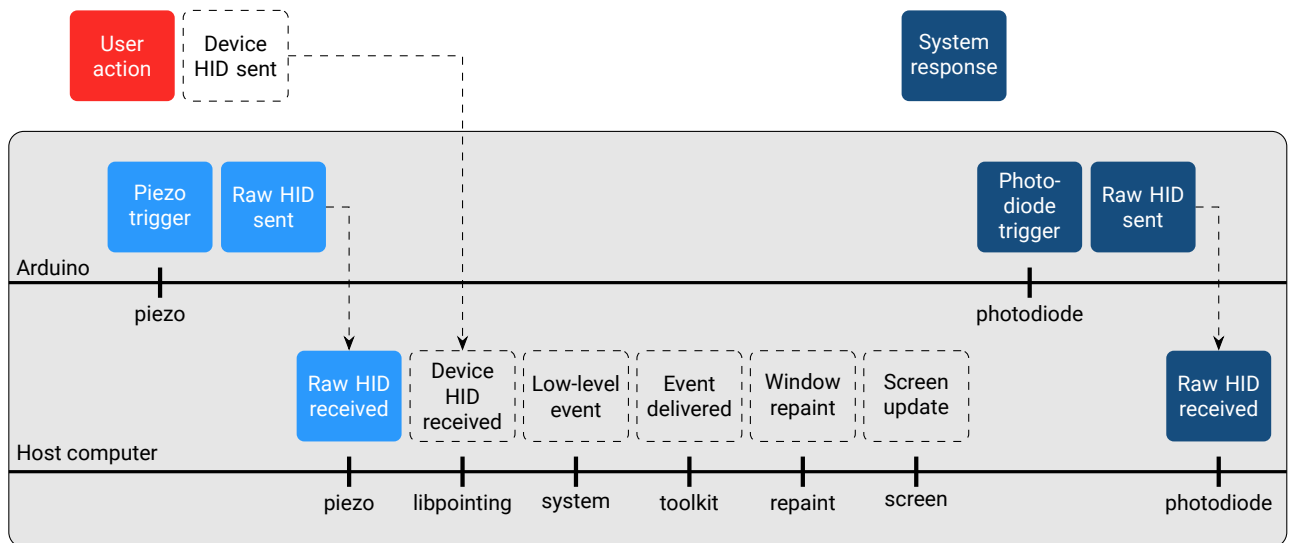 User
action
Device
HID sent
System
response
Piezo
trigger
Raw HID
sent
Photo-
diode
trigger
Raw HID
sent
Arduino
piezo
photodiode
Raw HID
received
Device
HID
received
Low-level
event
Event
delivered
Window
repaint
Screen
update
Raw HID
received
Host computer
piezo
libpointing
system
toolkit
repaint
screen
photodiode